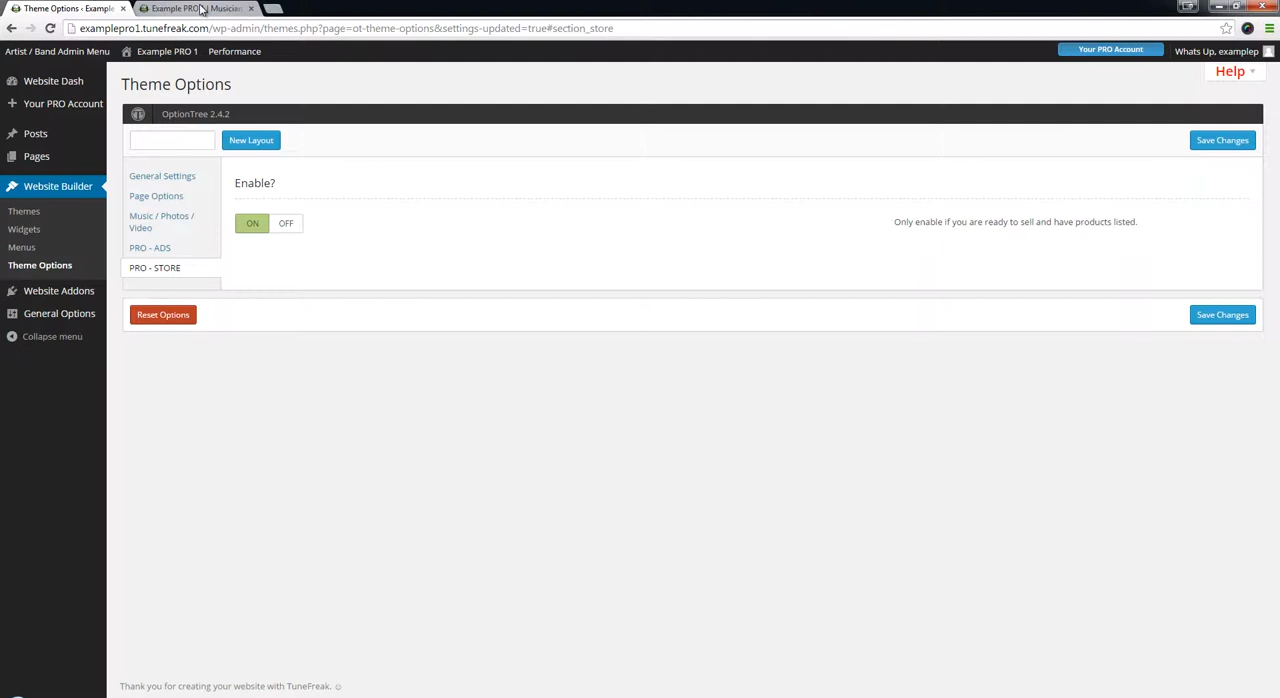 Theme Options ‹ Example
Example PRO 1 | Musician
examplepro1.tunefreak.com/wp-admin/themes.php?page=ot-theme-options&settings-updated=true#section_store
Artist / Band Admin Menu
Example PRO 1
Performance
Your PRO Account
Whats Up, examplep
Website Dash
Your PRO Account
Posts
Pages
Website Builder
Themes
Widgets
Menus
Theme Options
Website Addons
General Options
Collapse menu
Theme Options
Help
OptionTree 2.4.2
New Layout
Save Changes
General Settings
Page Options
Music / Photos /
Video
PRO - ADS
PRO - STORE
Enable?
ON
OFF
Only enable if you are ready to sell and have products listed.
Reset Options
Save Changes
Thank you for creating your website with TuneFreak. ☺